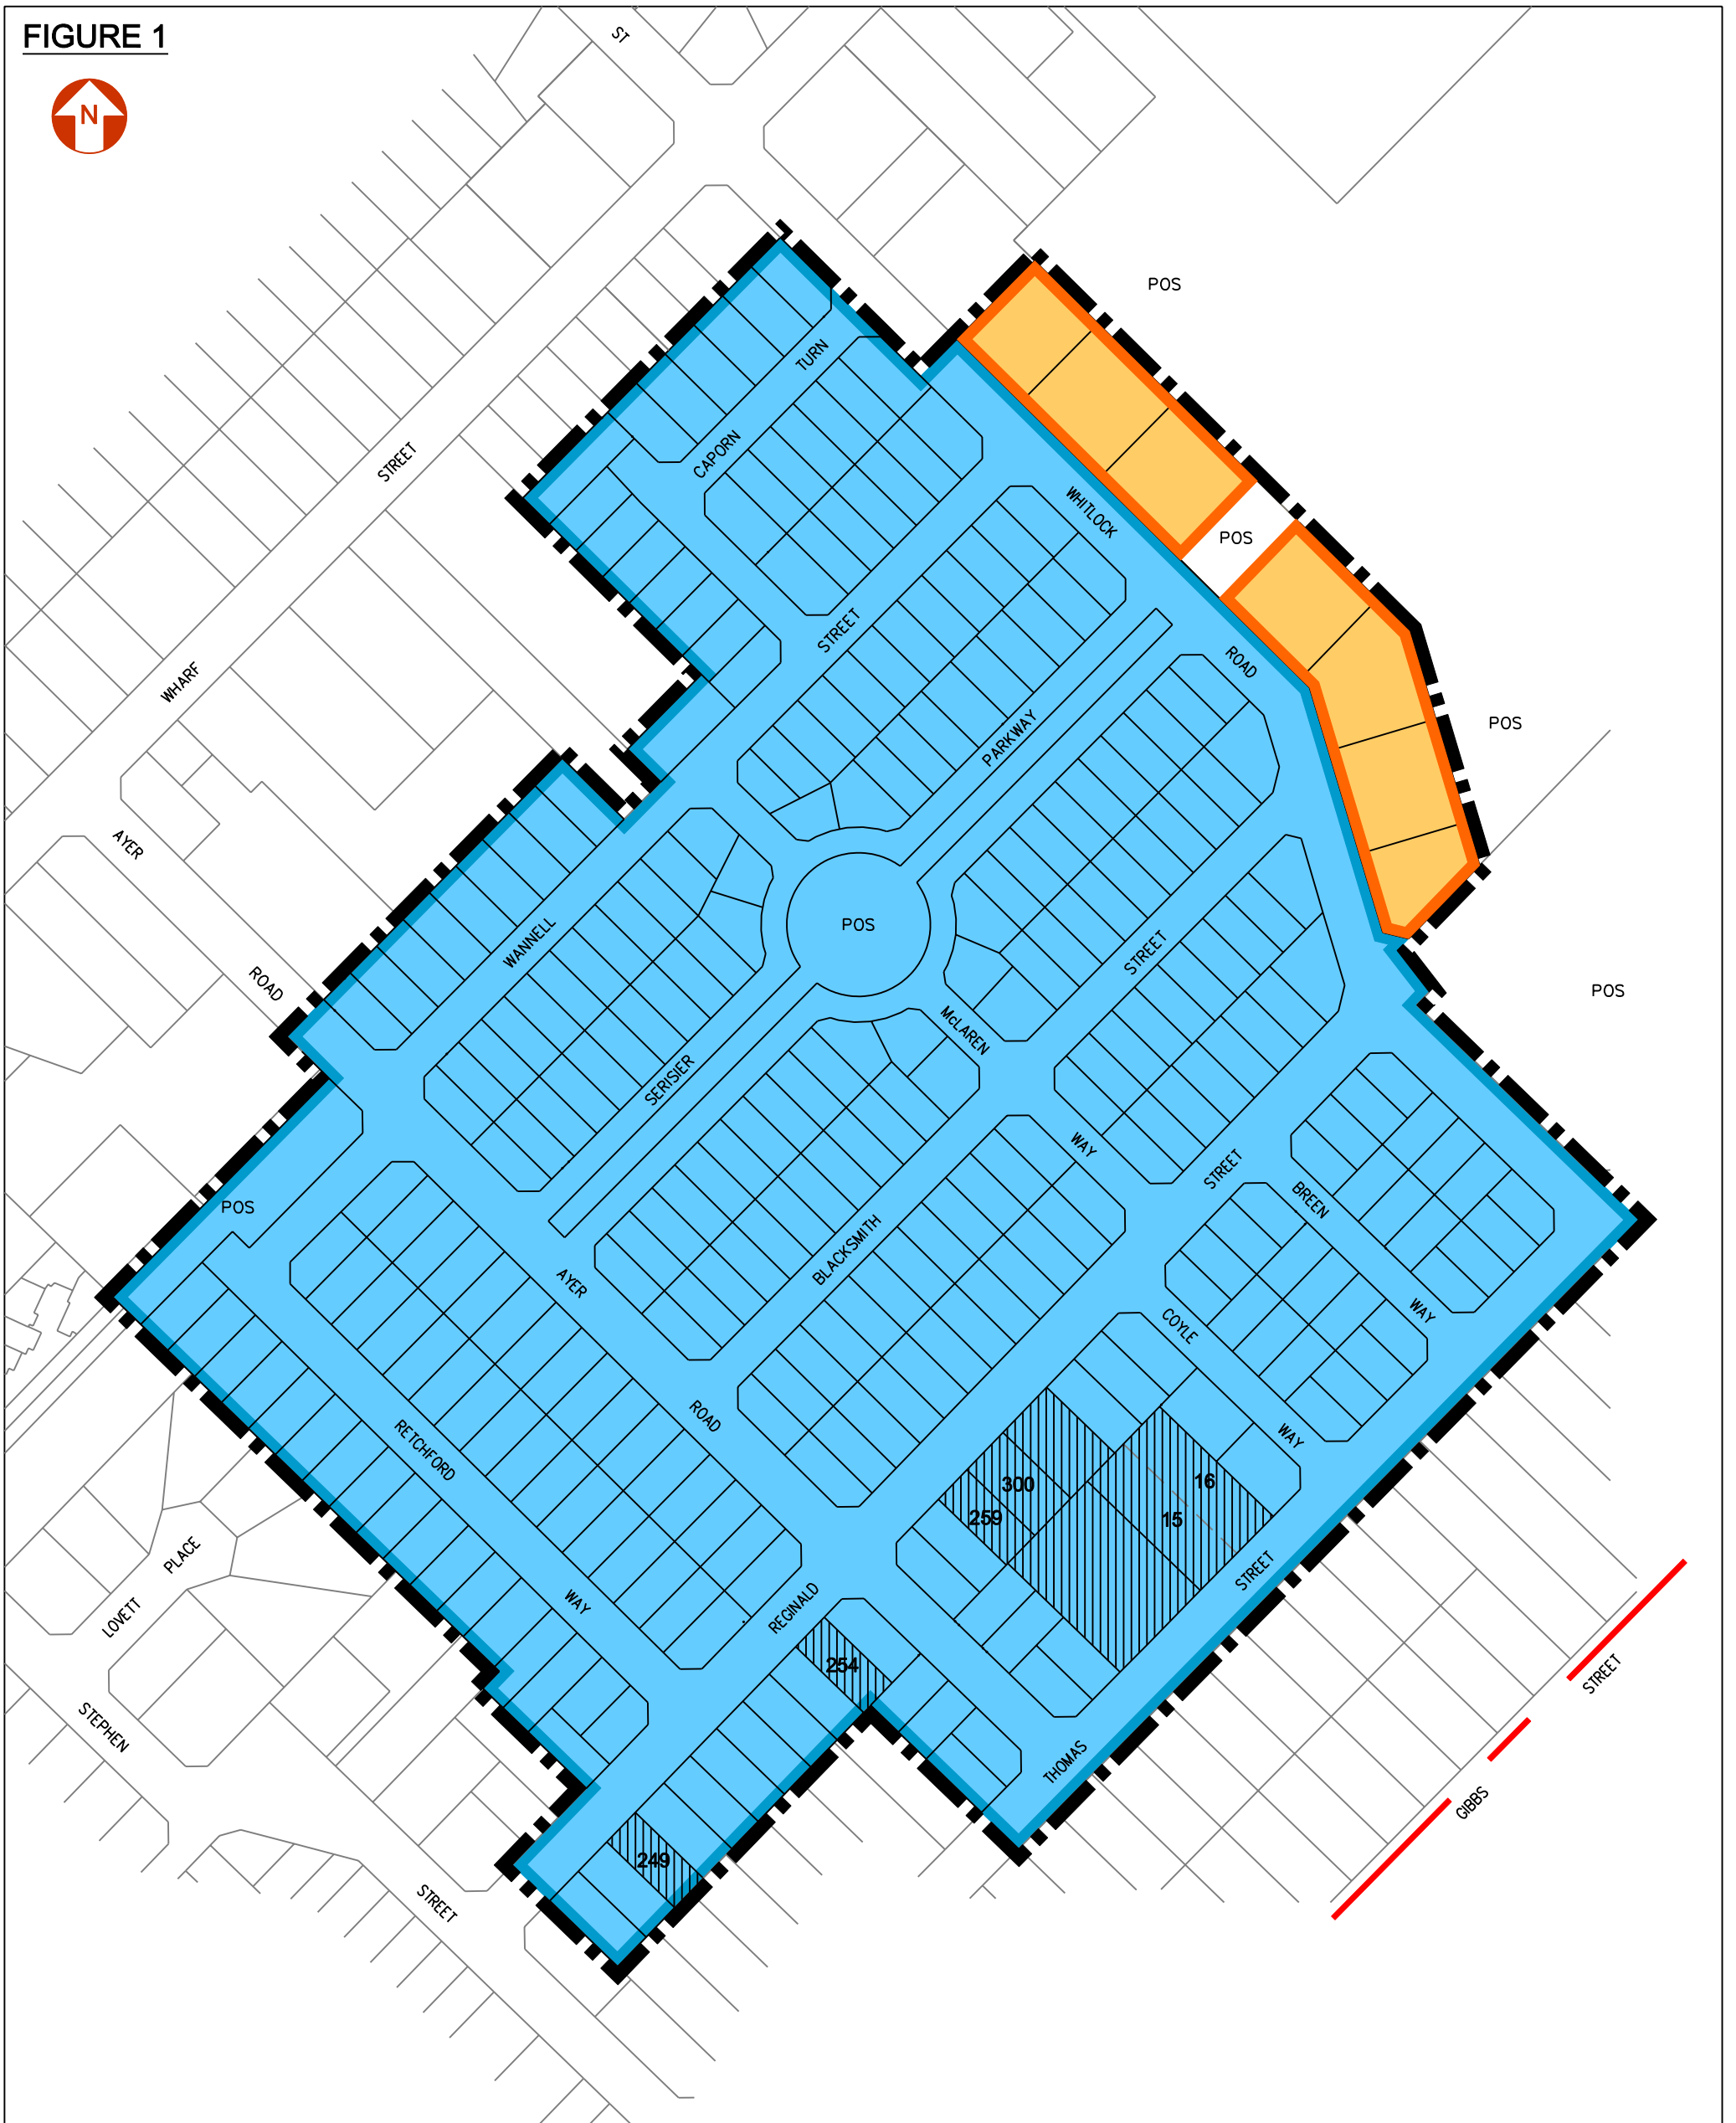 FIGURE 1
N
ST
POS
TURN
CAPORN
STREET
WHITLOCK
POS
STREET
ROAD
WHARF
PARKWAY
POS
AYER
POS
WANNELL
STREET
ROAD
POS
McLAREN
SERISIER
WAY
STREET
BREEN
POS
BLACKSMITH
AYER
COYLE
WAY
ROAD
RETCHFORD
WAY
300
16
259
15
PLACE
STREET
WAY
REGINALD
LOVETT
254
STREET
STEPHEN
THOMAS
GIBBS
249
STREET